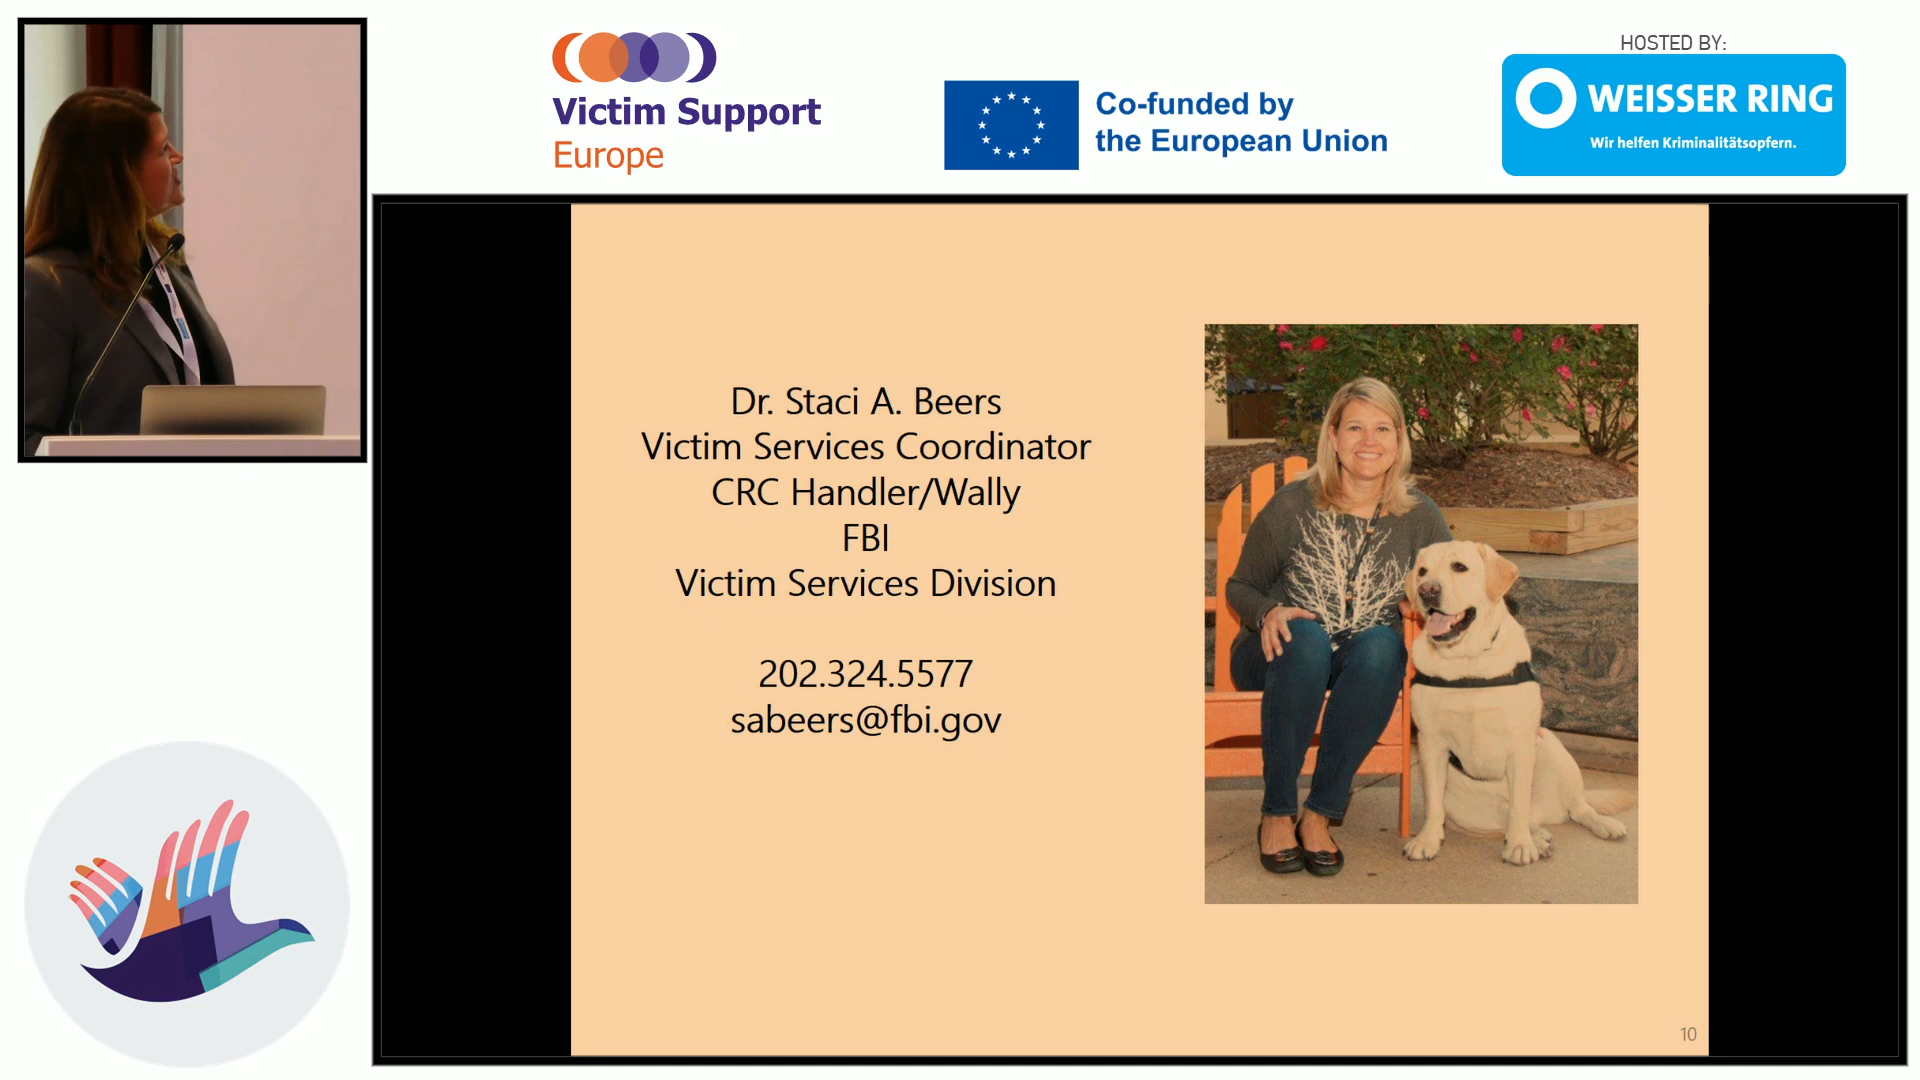 Victim Support
Europe
Co-funded by
the European Union
HOSTED BY:
WEISSER RING
Wir helfen Kriminalitätsopfern.
Dr. Staci A. Beers
Victim Services Coordinator
CRC Handler/Wally
FBI
Victim Services Division
202.324.5577
sabeers@fbi.gov
10